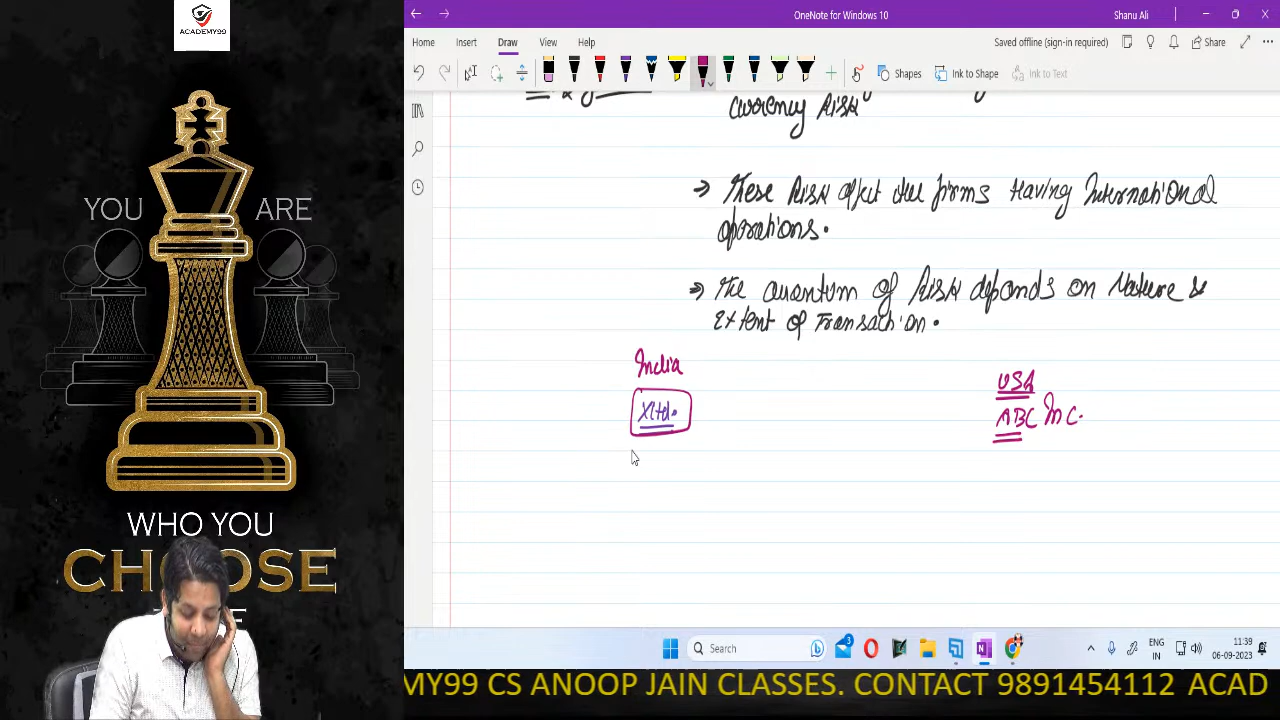 ACADEMY99
YOU ARE
WHO YOU
CHOOSE
OneNote for Windows 10
Shanu Ali
Home Insert Draw View Help
Saved offline (sign-in required)
Share
Shapes
Ink to Shape
Ink to Text
currency Risk
→ These Risk afect the firms Having International
operations.
→ The quantum of Risk depends on Nature &
Extent of Transaction.
India
X Ltd.
USA
ABC Inc.
Search
3
ENG
IN
11:39
06-09-2023
MY99 CS ANOOP JAIN CLASSES. CONTACT 9891454112 ACAD